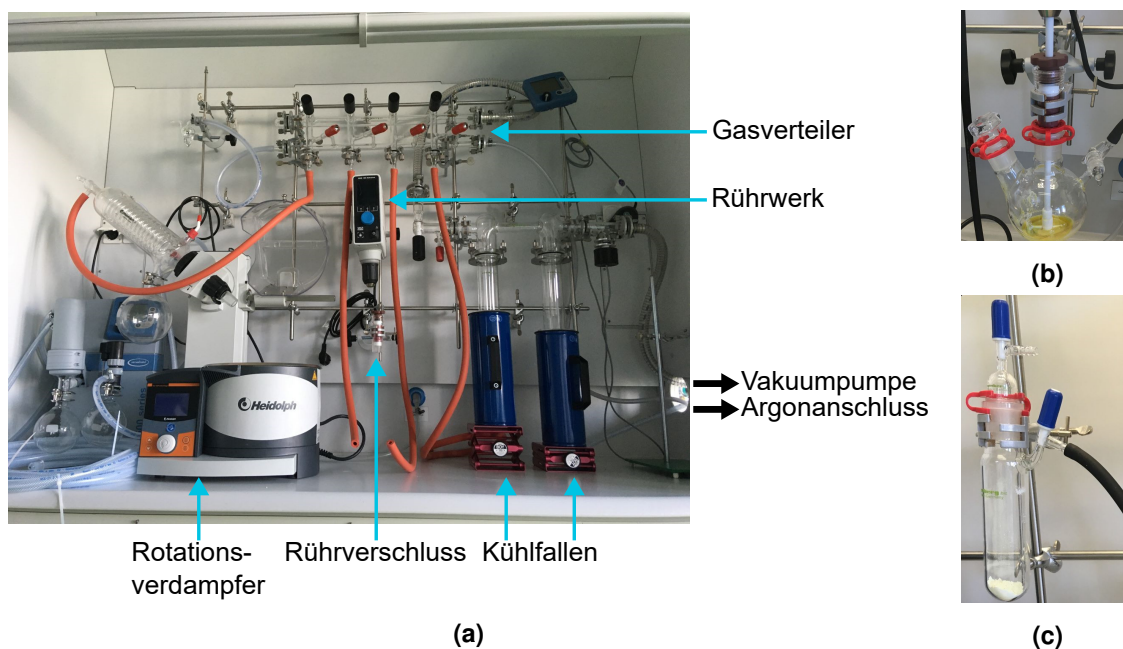 Gasverteiler
Rührwerk
Vakuumpumpe
Argonanschluss
Heidolph
Rotations-
verdampfer
Rührverschluss
Kühlfallen
(a)
(b)
(c)